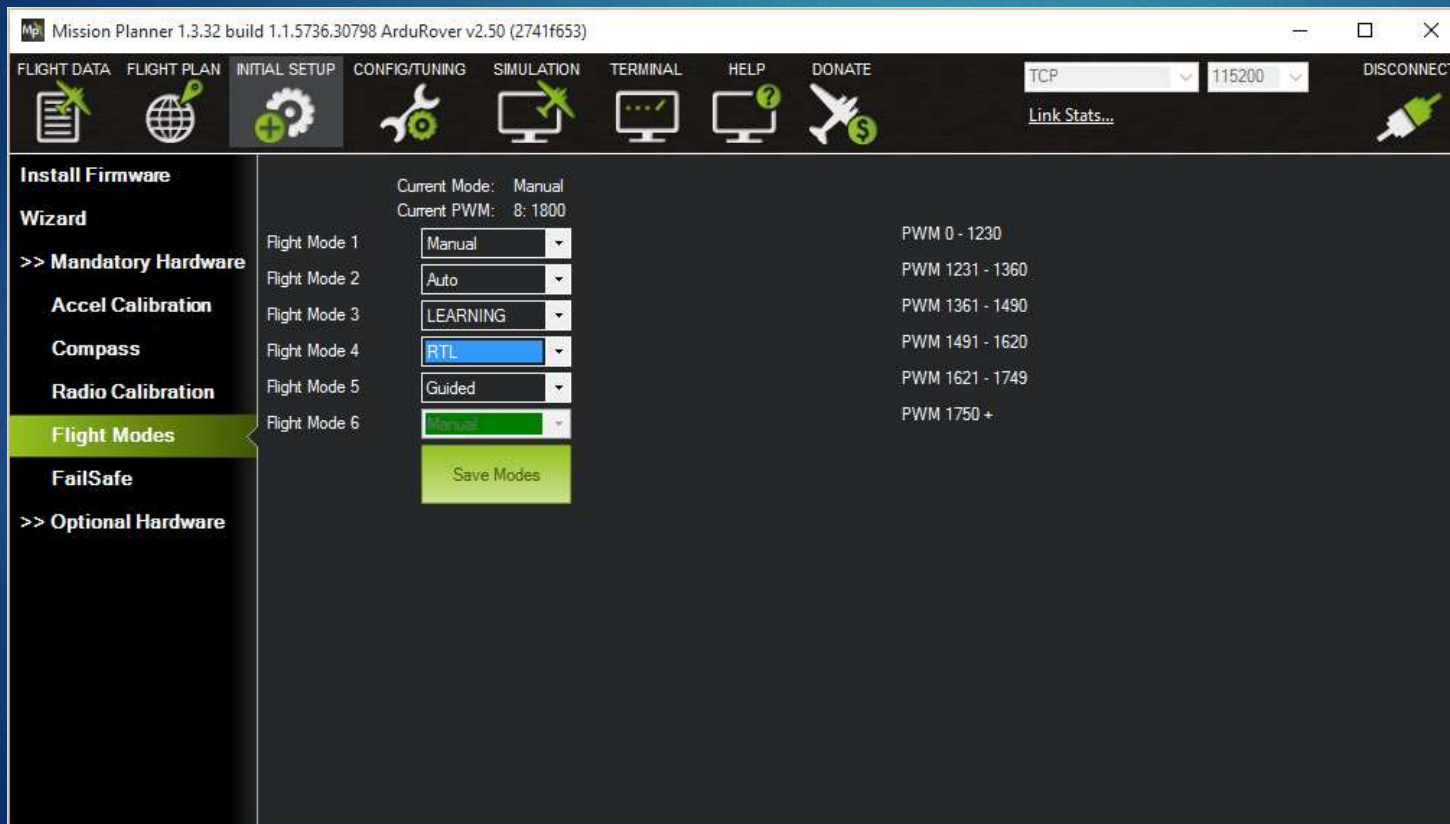 Mission Planner 1.3.32 build 1.1.5736.30798 ArduRover v2.50 (2741f653)
FLIGHT DATA FLIGHT PLAN INITIAL SETUP CONFIG/TUNING SIMULATION TERMINAL HELP DONATE TCP 115200 DISCONNECT
Link Stats...
Install Firmware
Wizard
>> Mandatory Hardware
Accel Calibration
Compass
Radio Calibration
Flight Modes
FailSafe
>> Optional Hardware
Current Mode: Manual
Current PWM: 8: 1800
Flight Mode 1 Manual PWM 0 - 1230
Flight Mode 2 Auto PWM 1231 - 1360
Flight Mode 3 LEARNING PWM 1361 - 1490
Flight Mode 4 RTL PWM 1491 - 1620
Flight Mode 5 Guided PWM 1621 - 1749
Flight Mode 6 Manual PWM 1750 +
Save Modes